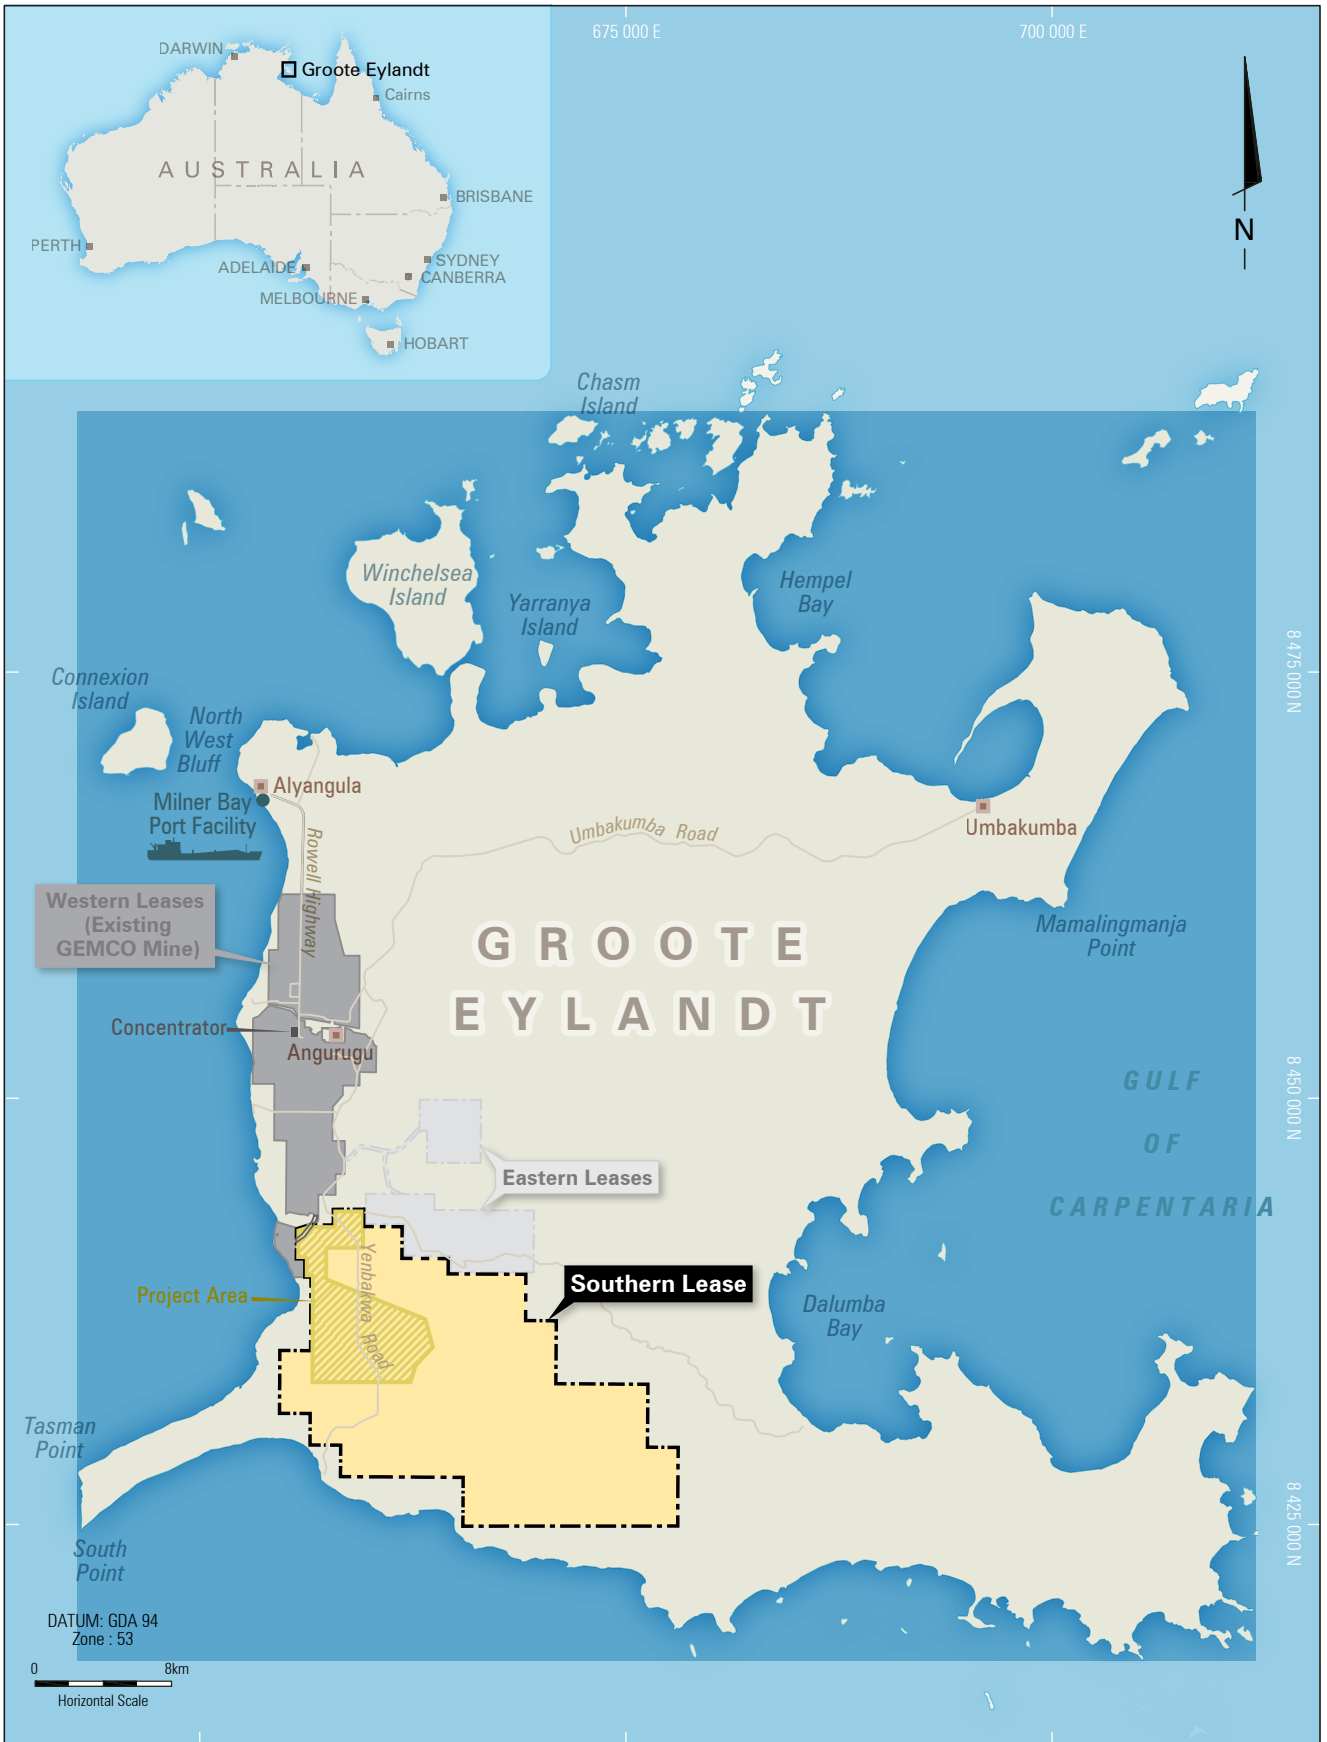 675 000 E
700 000 E
DARWIN
Groote Eylandt
Cairns
AUSTRALIA
BRISBANE
PERTH
ADELAIDE
SYDNEY
CANBERRA
MELBOURNE
HOBART
N
Chasm
Island
Winchelsea
Island
Yarranya
Island
Hempel
Bay
8 475 000 N
Connexion
Island
North
West
Bluff
Alyangula
Milner Bay
Port Facility
Rowell Highway
Umbakumba Road
Umbakumba
Western Leases
(Existing
GEMCO Mine)
GROOTE
EYLANDT
Mamalingmanja
Point
Concentrator
Angurugu
8 450 000 N
GULF
OF
CARPENTARIA
Eastern Leases
Southern Lease
Project Area
Yenbakwa Road
Dalumba
Bay
Tasman
Point
South
Point
8 425 000 N
DATUM: GDA 94
Zone : 53
0 8km
Horizontal Scale